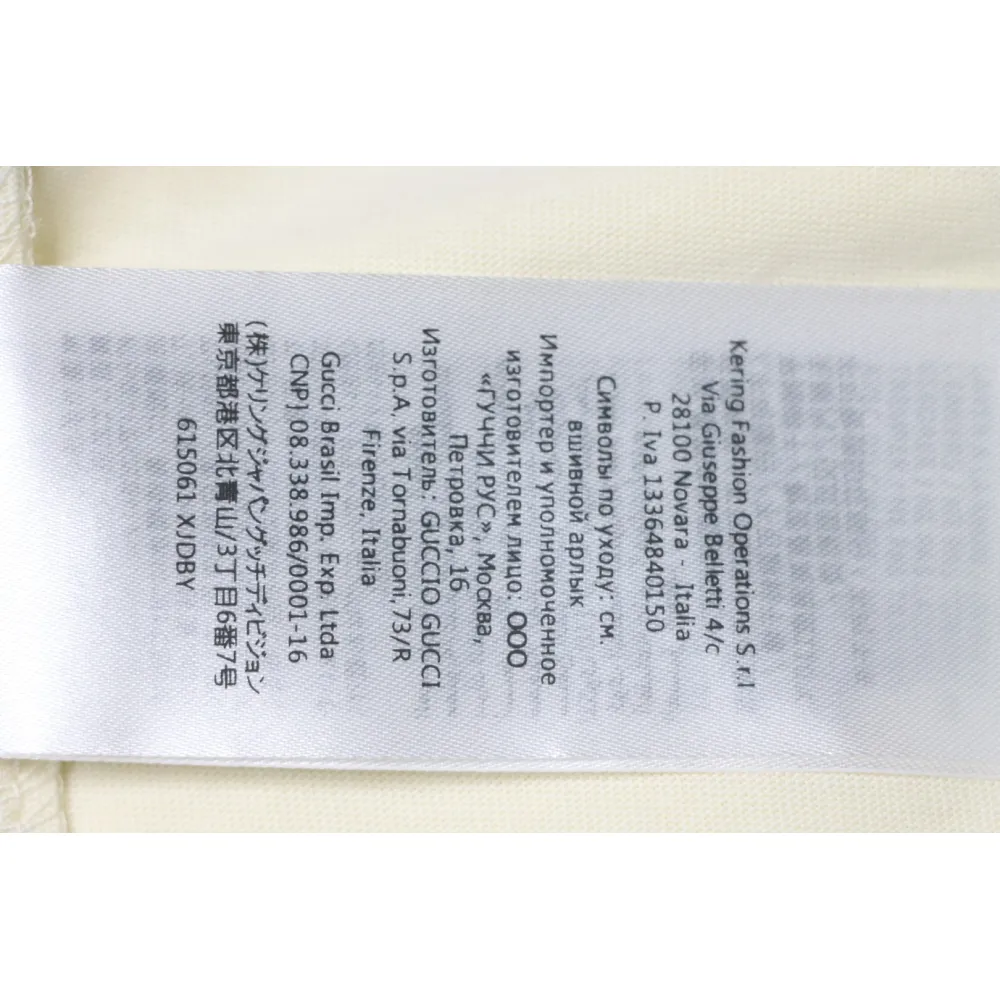 Kering Fashion Operations S.r.l
Via Giuseppe Belletti 4/c
28100 Novara - Italia
P. Iva 13364840150
Символы по уходу: см.
вшивной арлык
Импортер и уполномоченное
изготовителем лицо: ООО
«ГУЧЧИ РУС», Москва,
Петровка, 16
Изготовитель: GUCCIO GUCCI
S.p.A. via Tornabuoni,73/R
Firenze, Italia
Gucci Brasil Imp. Exp. Ltda
CNPJ 08.338.986/0001-16
(株)ケリングジャパングッチディビジョン
東京都港区北青山/3丁目6番7号
615061 XJDBY